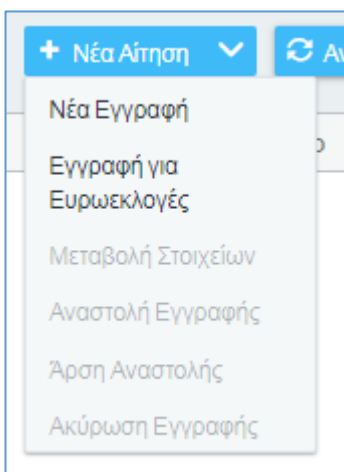 + Νέα Αίτηση
Νέα Εγγραφή
Εγγραφή για
Ευρωεκλογές
Μεταβολή Στοιχείων
Αναστολή Εγγραφής
Άρση Αναστολής
Ακύρωση Εγγραφής